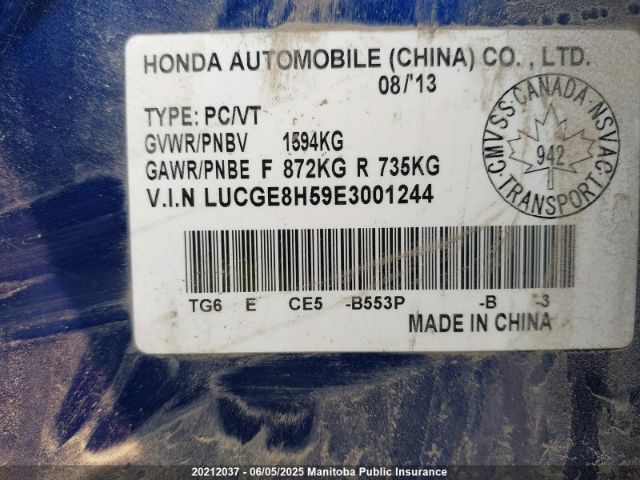 HONDA AUTOMOBILE (CHINA) CO., LTD.
08/'13
TYPE: PC/VT
GVWR/PNBV 1594KG
GAWR/PNBE F 872KG R 735KG
V.I.N LUCGE8H59E3001244
CANADA NSVAC TRANSPORT CMVSS
942
TG6 E CE5 -B553P -B -3
MADE IN CHINA
20212037 - 06/05/2025 Manitoba Public Insurance